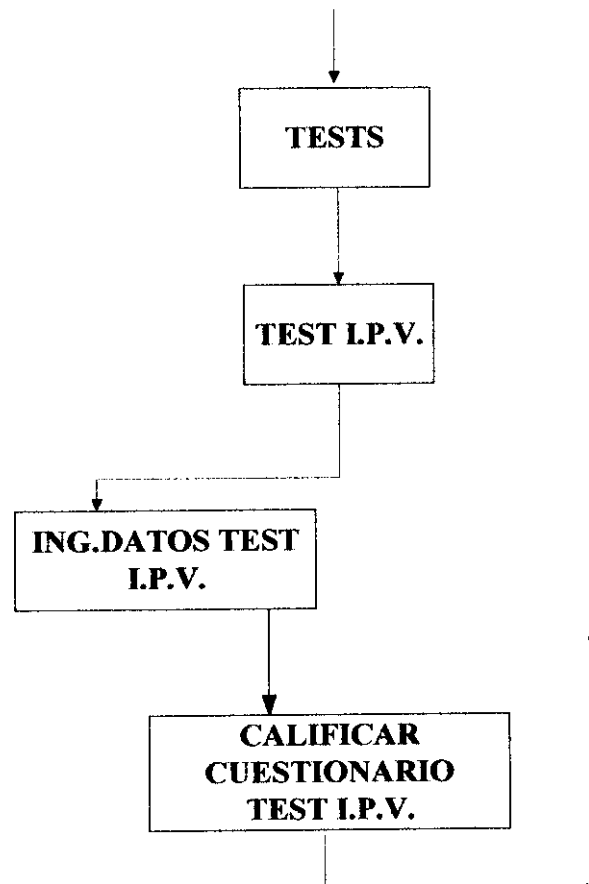 TESTS
TEST I.P.V.
ING.DATOS TEST
I.P.V.
CALIFICAR
CUESTIONARIO
TEST I.P.V.